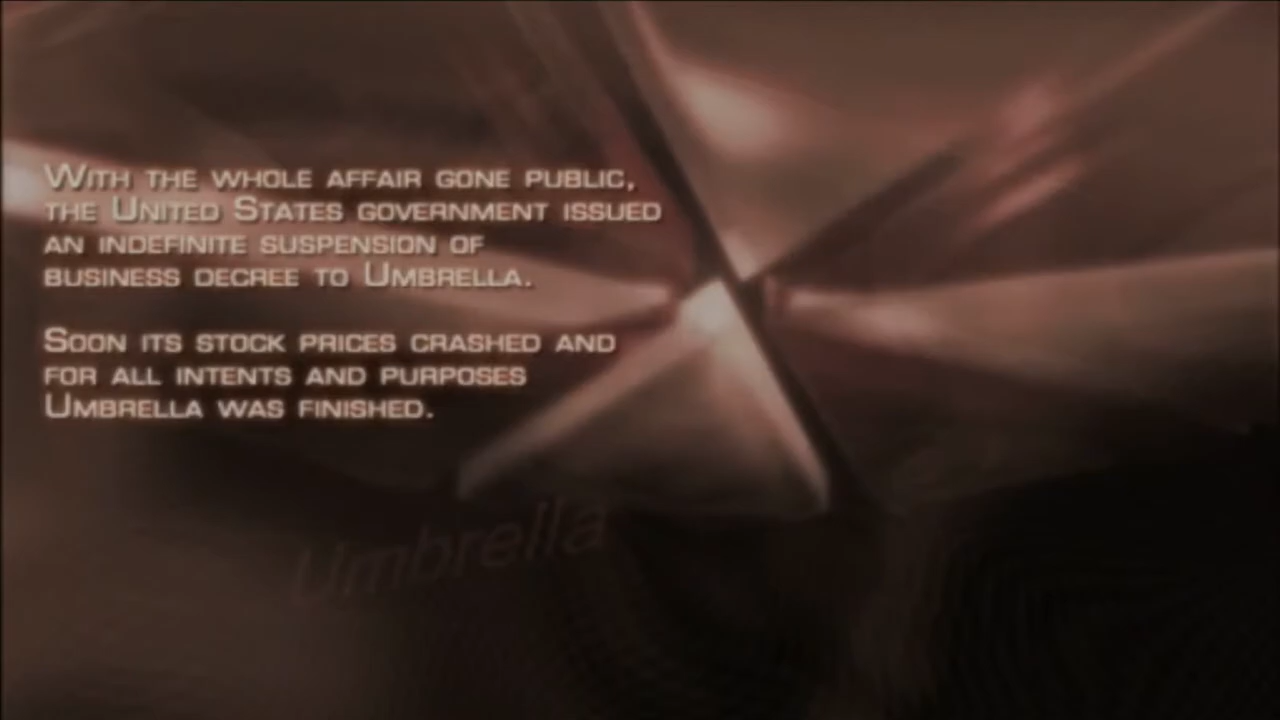 With the whole affair gone public,
the United States government issued
an indefinite suspension of
business decree to Umbrella.
Soon its stock prices crashed and
for all intents and purposes
Umbrella was finished.
Umbrella